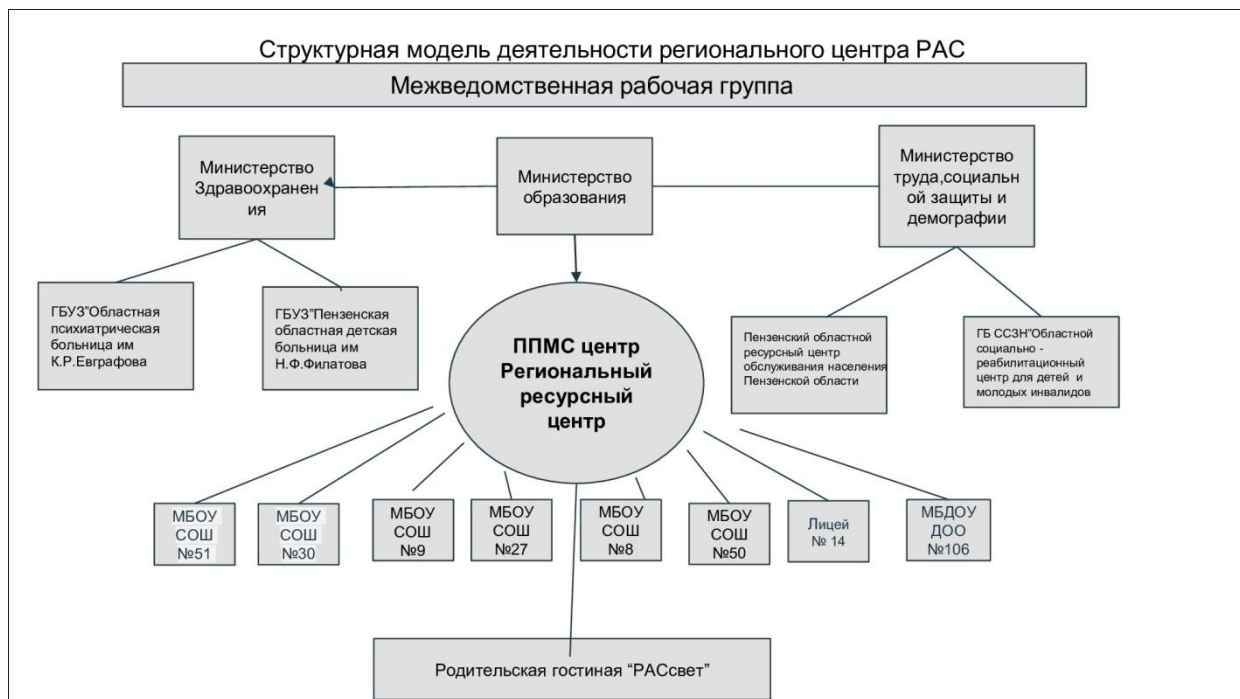 Структурная модель деятельности регионального центра РАС
Межведомственная рабочая группа
Министерство
Здравоохранен
ия
Министерство
образования
Министерство
труда,социальн
ой защиты и
демографии
ГБУЗ"Областная
психиатрическая
больница им
К.Р.Евграфова
ГБУЗ"Пензенская
областная детская
больница им
Н.Ф.Филатова
ППМС центр
Региональный
ресурсный
центр
Пензенский областной
ресурсный центр
обслуживания населения
Пензенской области
ГБ ССЗН"Областной
социально -
реабилитационный
центр для детей и
молодых инвалидов
МБОУ
СОШ
№51
МБОУ
СОШ
№30
МБОУ
СОШ
№9
МБОУ
СОШ
№27
МБОУ
СОШ
№8
МБОУ
СОШ
№50
Лицей
№ 14
МБДОУ
ДОО
№106
Родительская гостиная “РАСсвет”